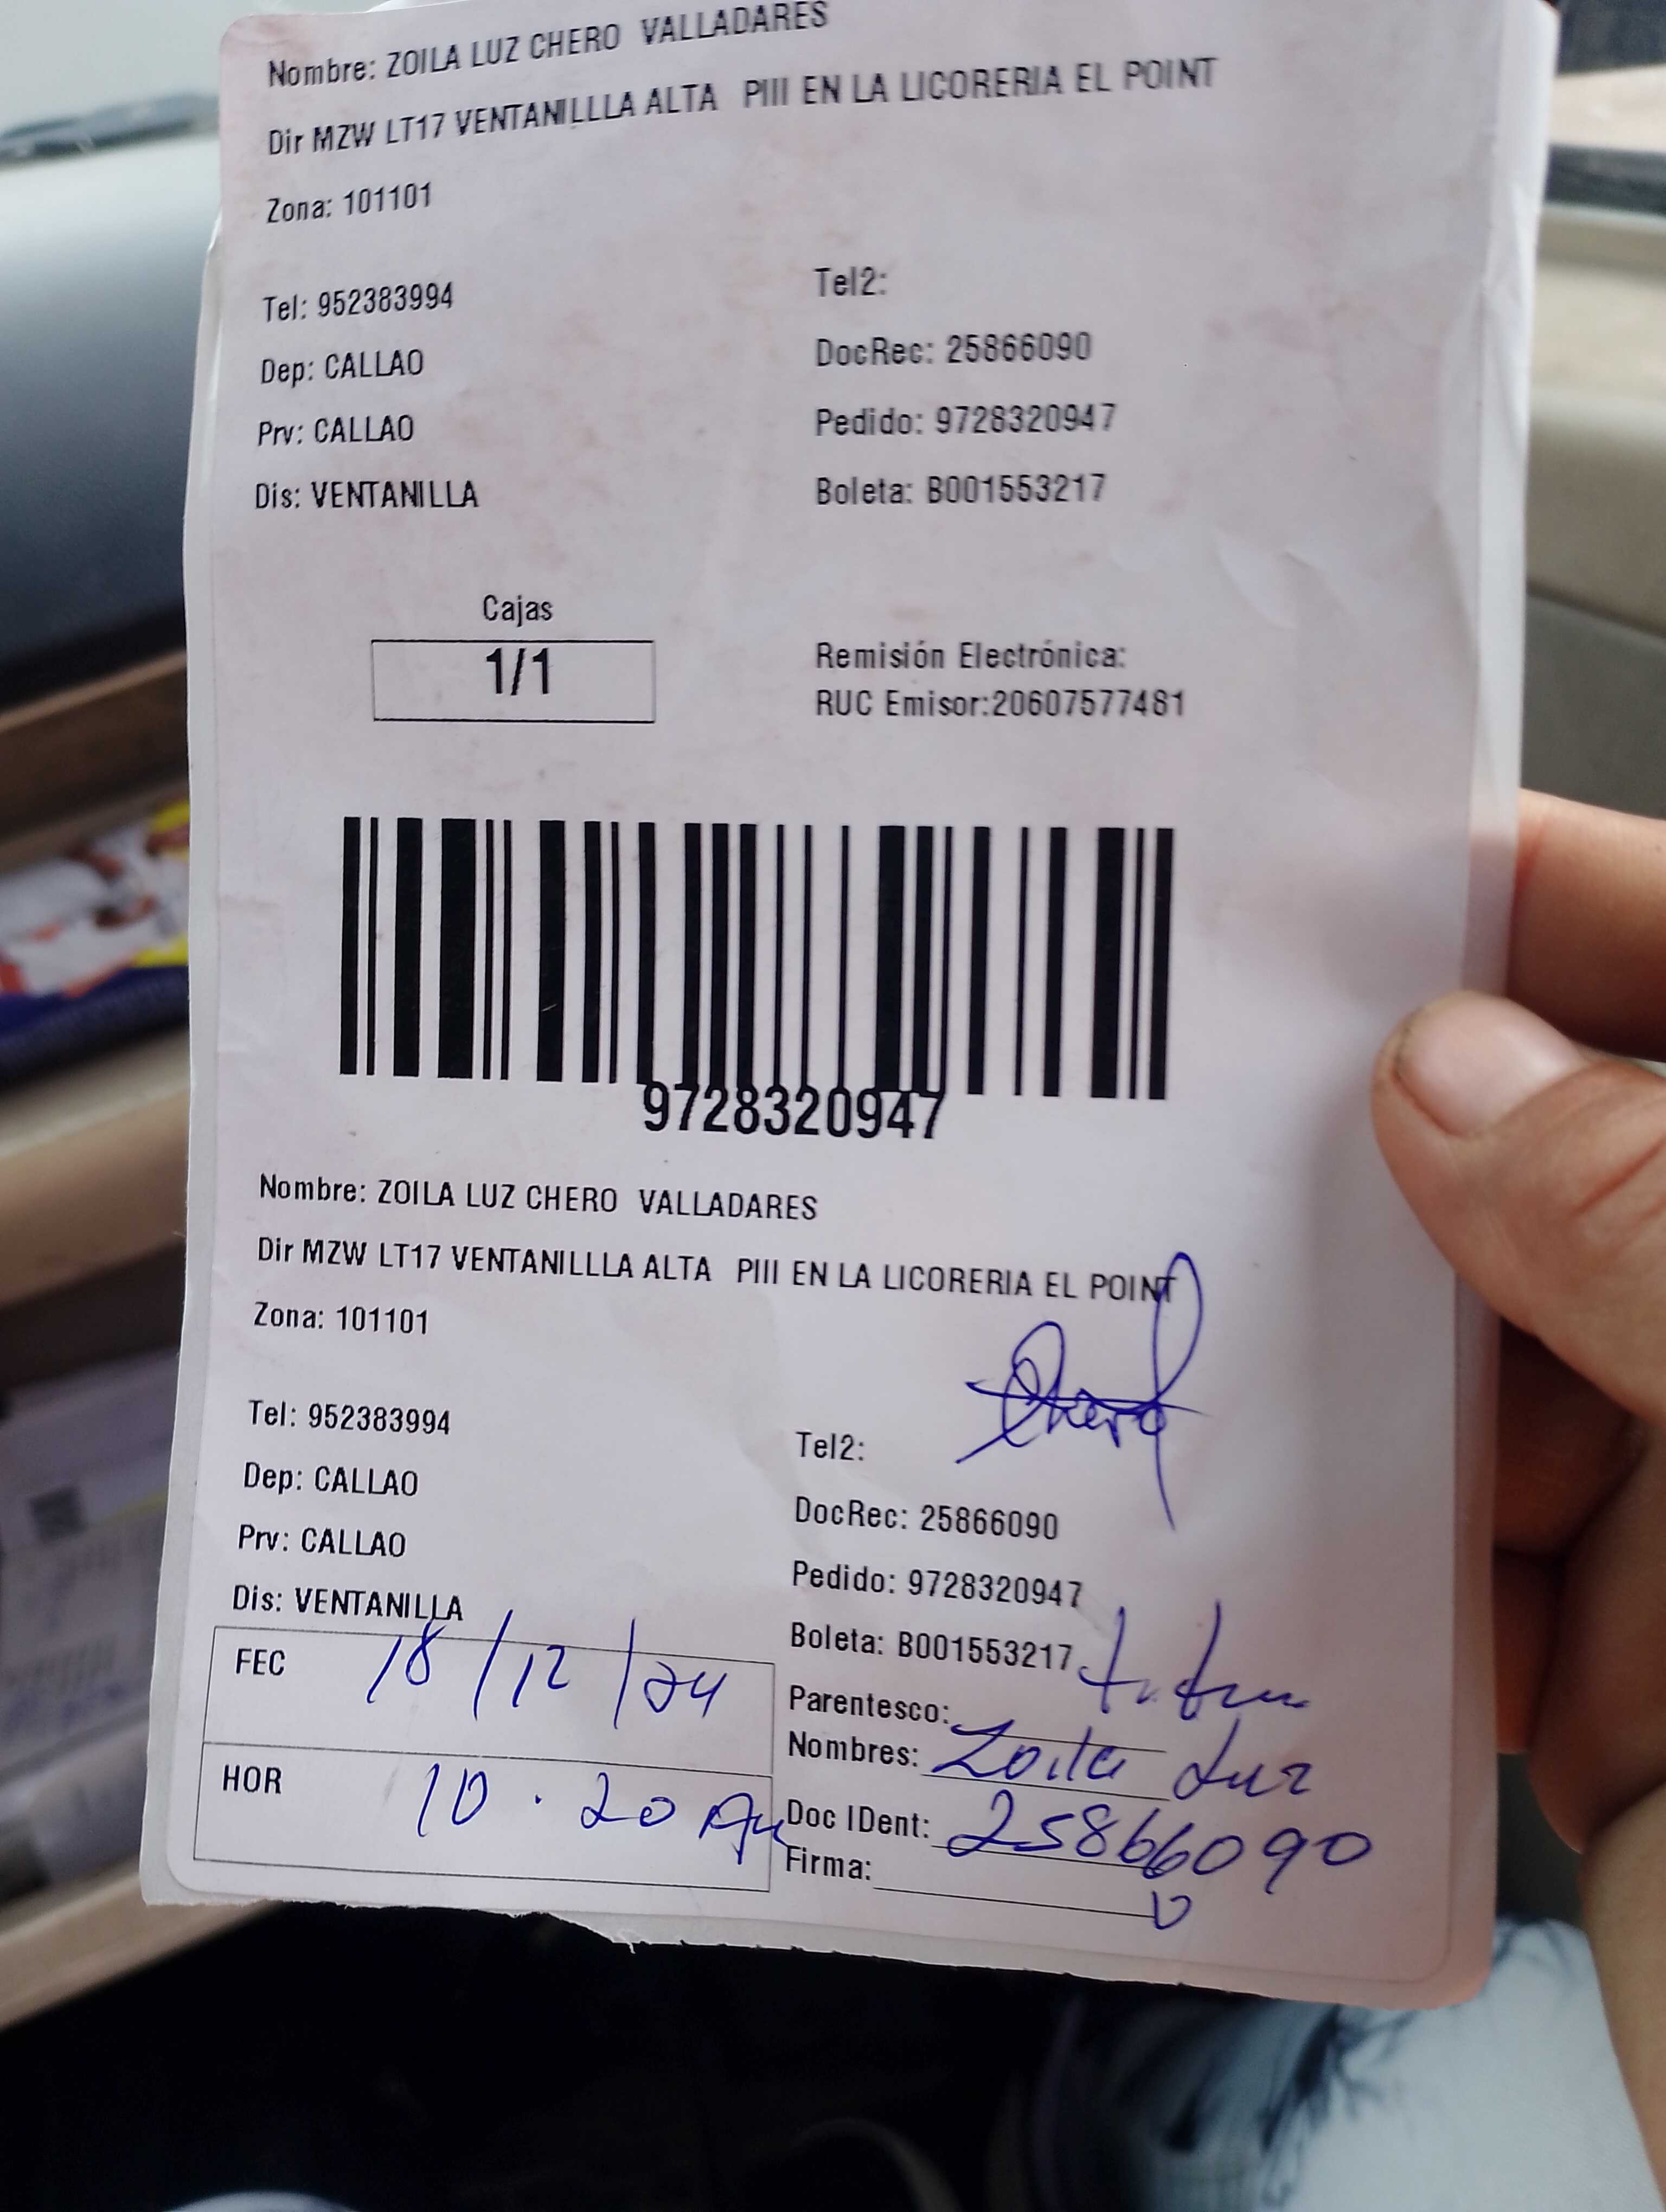 Nombre: ZOILA LUZ CHERO VALLADARES
Dir MZW LT17 VENTANILLLA ALTA PIII EN LA LICORERIA EL POINT
Zona: 101101
Tel: 952383994
Tel2:
Dep: CALLAO
DocRec: 25866090
Prv: CALLAO
Pedido: 9728320947
Dis: VENTANILLA
Boleta: B001553217
Cajas
1/1
Remisión Electrónica:
RUC Emisor:20607577481
9728320947
Nombre: ZOILA LUZ CHERO VALLADARES
Dir MZW LT17 VENTANILLLA ALTA PIII EN LA LICORERIA EL POINT
Zona: 101101
Chero
Tel: 952383994
Tel2:
Dep: CALLAO
DocRec: 25866090
Prv: CALLAO
Pedido: 9728320947
Dis: VENTANILLA
Boleta: B001553217
FEC 18/12/24
Parentesco:
Nombres: Zoila Luz
HOR 10.20 Am
Doc IDent: 25866090
Firma: